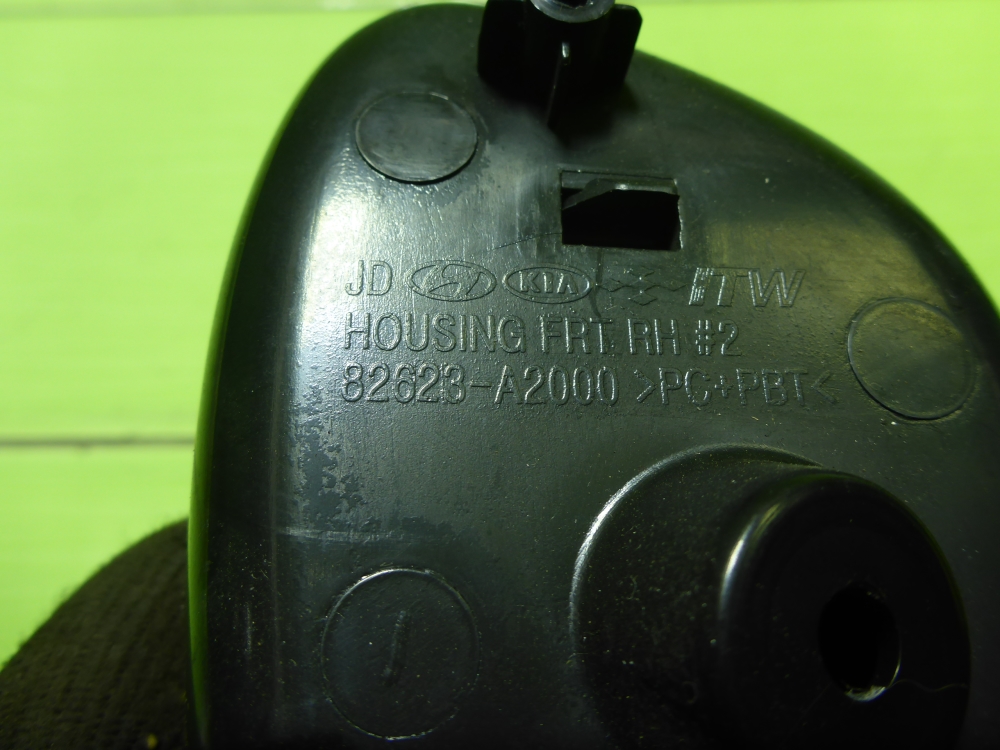 JD KIA ITW
HOUSING FRT RH #2
82623-A2000 >PC+PBT<